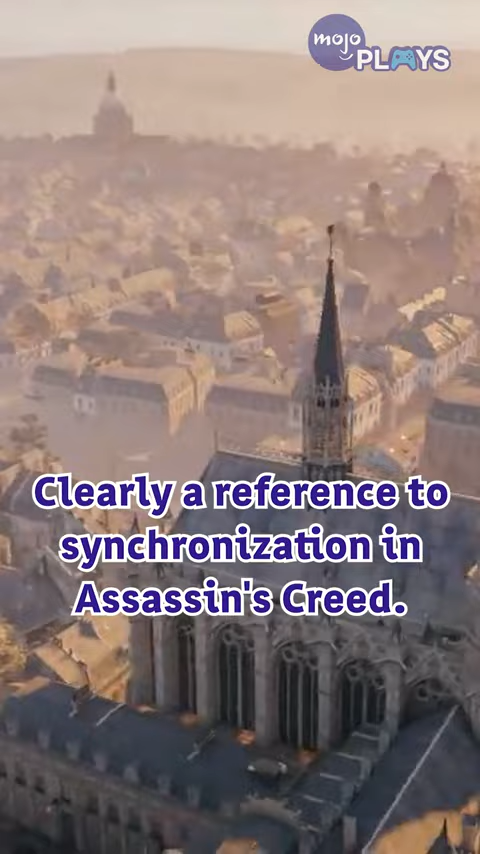 mojo
PLAYS
Clearly a reference to
synchronization in
Assassin's Creed.